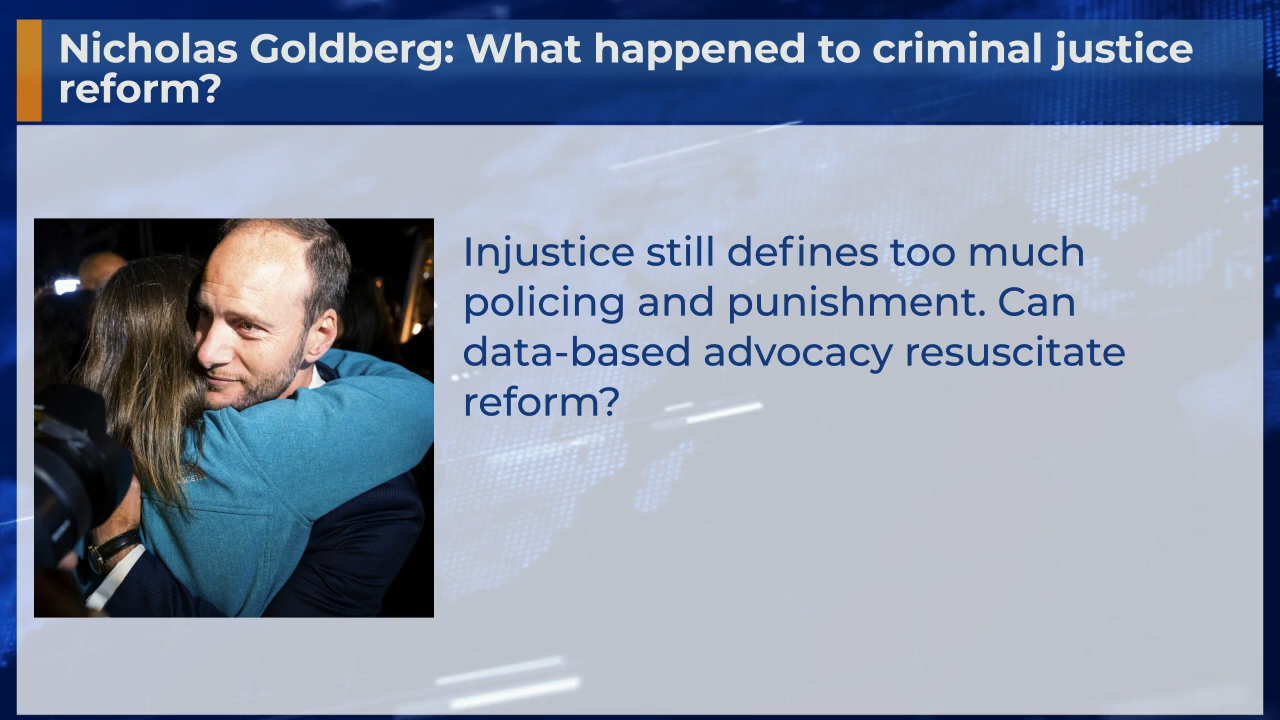 Nicholas Goldberg: What happened to criminal justice
reform?
Injustice still defines too much
policing and punishment. Can
data-based advocacy resuscitate
reform?